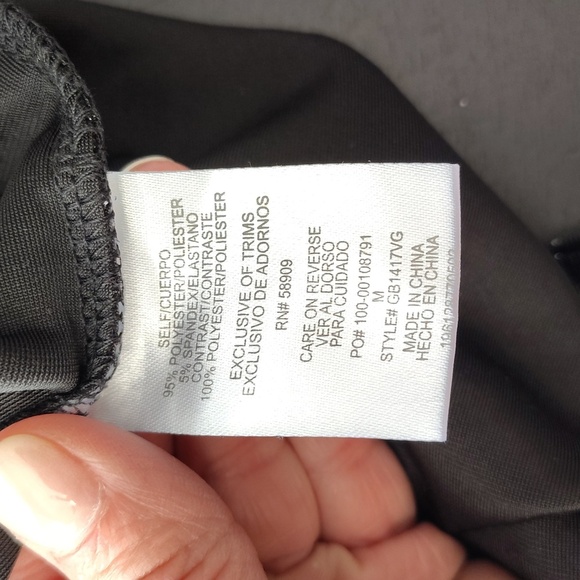 SELF/CUERPO
95% POLYESTER/POLIESTER
5% SPANDEX/ELASTANO
CONTRAST/CONTRASTE
100% POLYESTER/POLIESTER
EXCLUSIVE OF TRIMS
EXCLUSIVO DE ADORNOS
RN# 58909
CARE ON REVERSE
VER AL DORSO
PARA CUIDADO
PO# 100-00108791
M
STYLE# GB1417VG
MADE IN CHINA
HECHO EN CHINA